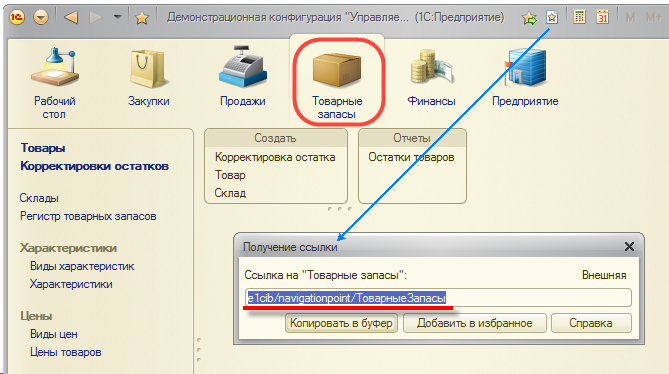 1С Демонстрационная конфигурация "Управляе... (1С:Предприятие) 31 M M+
Рабочий стол
Закупки
Продажи
Товарные запасы
Финансы
Предприятие
Товары
Корректировки остатков
Склады
Регистр товарных запасов
Характеристики
Виды характеристик
Характеристики
Цены
Виды цен
Цены товаров
Создать
Корректировка остатка
Товар
Склад
Отчеты
Остатки товаров
Получение ссылки
Ссылка на "Товарные запасы":
Внешняя
e1cib/navigationpoint/ТоварныеЗапасы
Копировать в буфер
Добавить в избранное
Справка